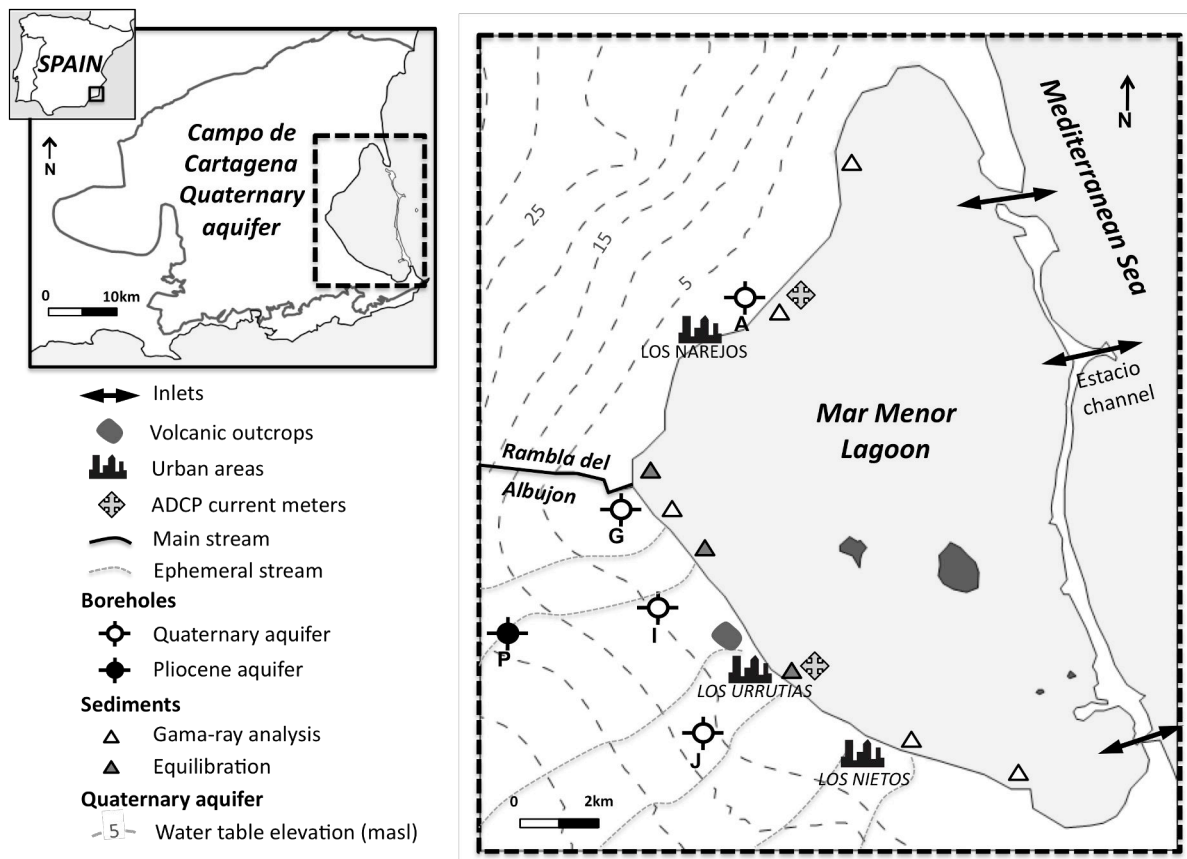 SPAIN
N
Campo de
Cartagena
Quaternary
aquifer
0 10km
Inlets
Volcanic outcrops
Urban areas
ADCP current meters
Main stream
Ephemeral stream
Boreholes
Quaternary aquifer
Pliocene aquifer
Sediments
Gama-ray analysis
Equilibration
Quaternary aquifer
5 Water table elevation (masl)
N
Mediterranean Sea
25
15
5
A
LOS NAREJOS
Estacio
channel
Mar Menor
Lagoon
Rambla del
Albujon
G
I
P
LOS URRUTIAS
J
LOS NIETOS
0 2km